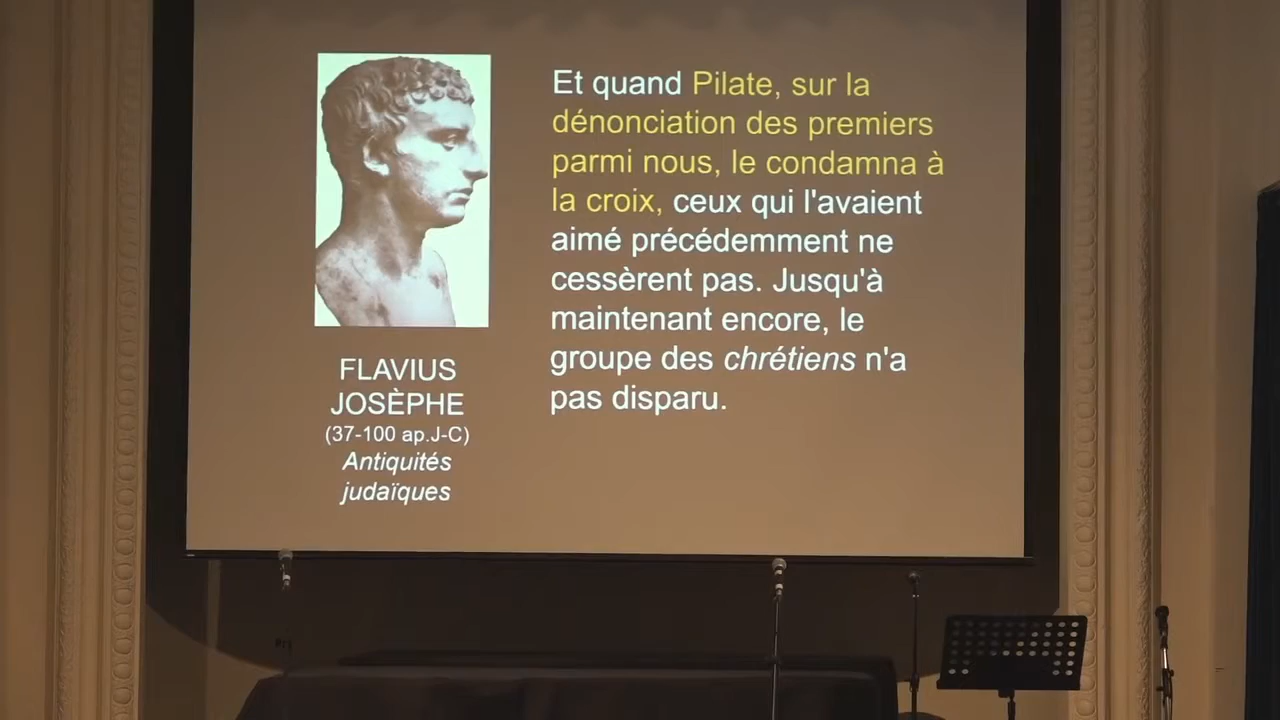 Et quand Pilate, sur la
dénonciation des premiers
parmi nous, le condamna à
la croix, ceux qui l'avaient
aimé précédemment ne
cessèrent pas. Jusqu'à
maintenant encore, le
groupe des chrétiens n'a
pas disparu.
FLAVIUS
JOSÈPHE
(37-100 ap.J-C)
Antiquités
judaïques